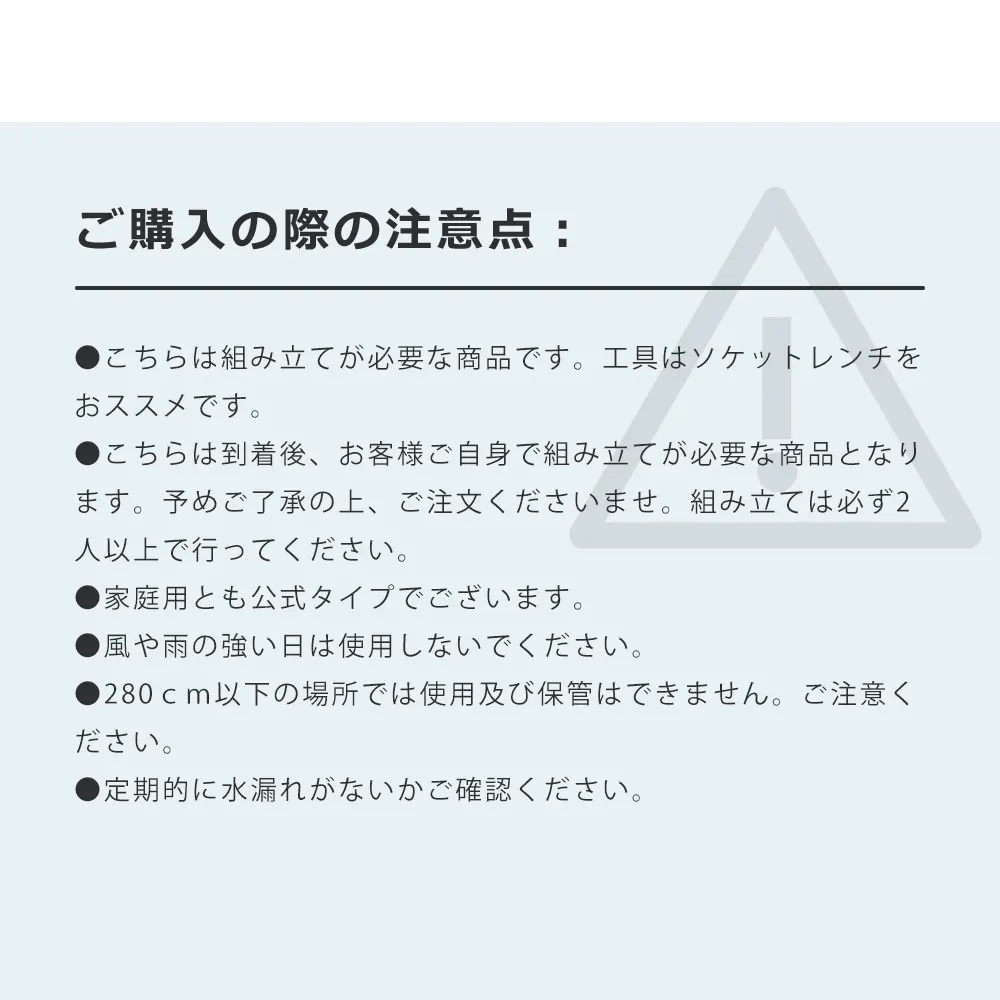 ご購入の際の注意点：
●こちらは組み立てが必要な商品です。工具はソケットレンチを
おススメです。
●こちらは到着後、お客様ご自身で組み立てが必要な商品となり
ます。予めご了承の上、ご注文くださいませ。組み立ては必ず2
人以上で行ってください。
●家庭用とも公式タイプでございます。
●風や雨の強い日は使用しないでください。
●280ｃｍ以下の場所では使用及び保管はできません。ご注意く
ださい。
●定期的に水漏れがないかご確認ください。